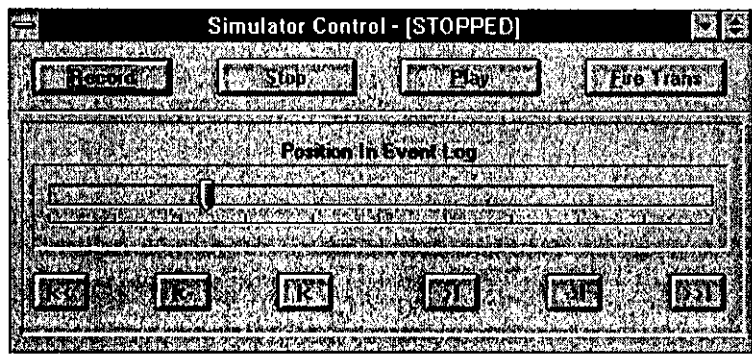 Simulator Control - [STOPPED]
Record Stop Play Fire Trans
Position In Event Log